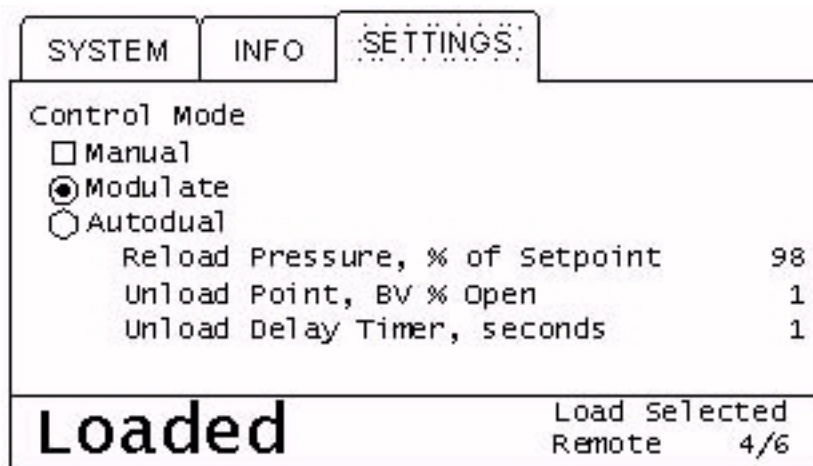 SYSTEM INFO SETTINGS
Control Mode
Manual
Modulate
Autodual
Reload Pressure, % of Setpoint 98
Unload Point, BV % Open 1
Unload Delay Timer, seconds 1
Loaded
Load Selected
Remote 4/6